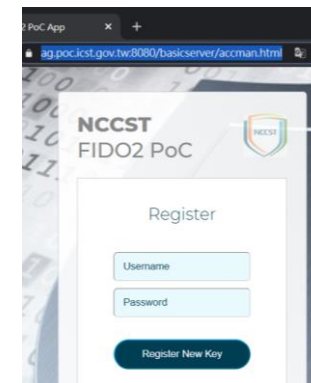 2 PoC App × +
ag.poc.icst.gov.tw:8080/basicserver/accman.html
NCCST
FIDO2 PoC
NCCST
Register
Username
Password
Register New Key